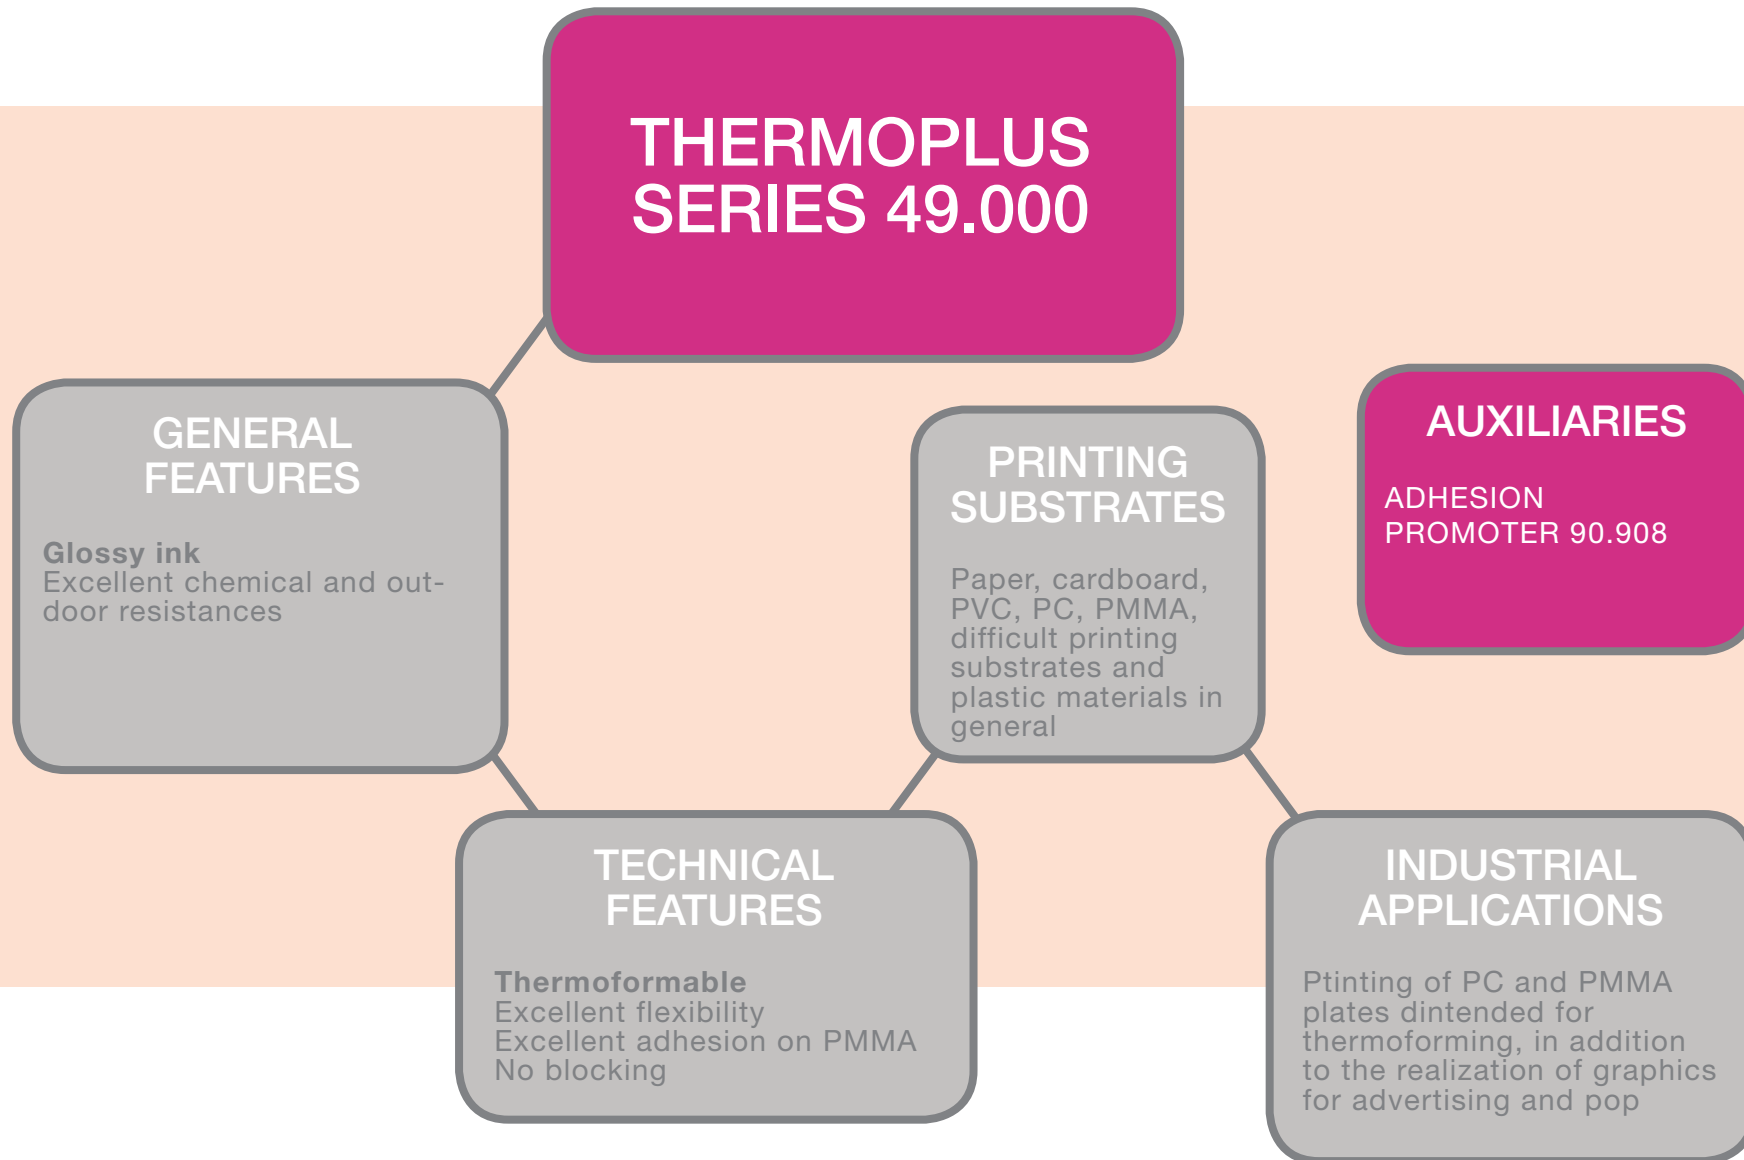 THERMOPLUS
SERIES 49.000
GENERAL
FEATURES
Glossy ink
Excellent chemical and out-
door resistances
PRINTING
SUBSTRATES
Paper, cardboard,
PVC, PC, PMMA,
difficult printing
substrates and
plastic materials in
general
AUXILIARIES
ADHESION
PROMOTER 90.908
TECHNICAL
FEATURES
Thermoformable
Excellent flexibility
Excellent adhesion on PMMA
No blocking
INDUSTRIAL
APPLICATIONS
Ptinting of PC and PMMA
plates dintended for
thermoforming, in addition
to the realization of graphics
for advertising and pop